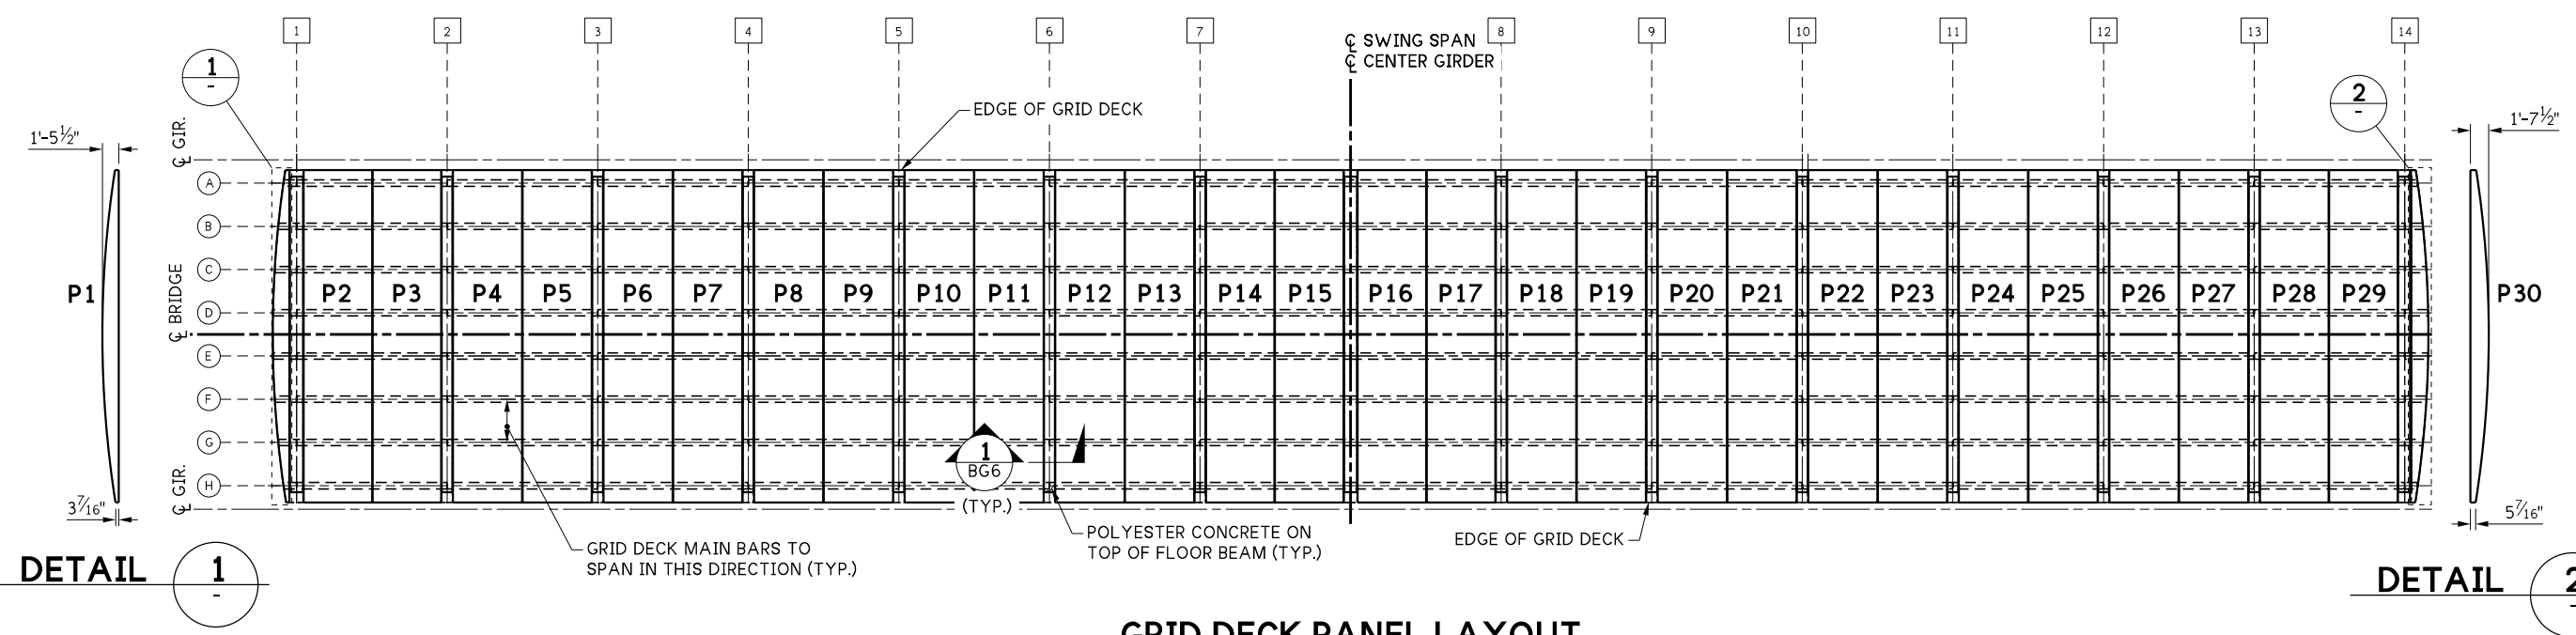 1 2 3 4 5 6 7 8 9 10 11 12 13 14
℄ SWING SPAN
℄ CENTER GIRDER
1
-
2
-
EDGE OF GRID DECK
1'-5½"
1'-7½"
℄ GIR.
A
B
C
D
E
F
G
H
℄ BRIDGE
℄ GIR.
P1 P2 P3 P4 P5 P6 P7 P8 P9 P10 P11 P12 P13 P14 P15 P16 P17 P18 P19 P20 P21 P22 P23 P24 P25 P26 P27 P28 P29 P30
1
BG6
(TYP.)
3⁷⁄₁₆"
5⁷⁄₁₆"
POLYESTER CONCRETE ON
TOP OF FLOOR BEAM (TYP.)
EDGE OF GRID DECK
GRID DECK MAIN BARS TO
SPAN IN THIS DIRECTION (TYP.)
DETAIL 1
-
DETAIL 2
-
GRID DECK PANEL LAYOUT